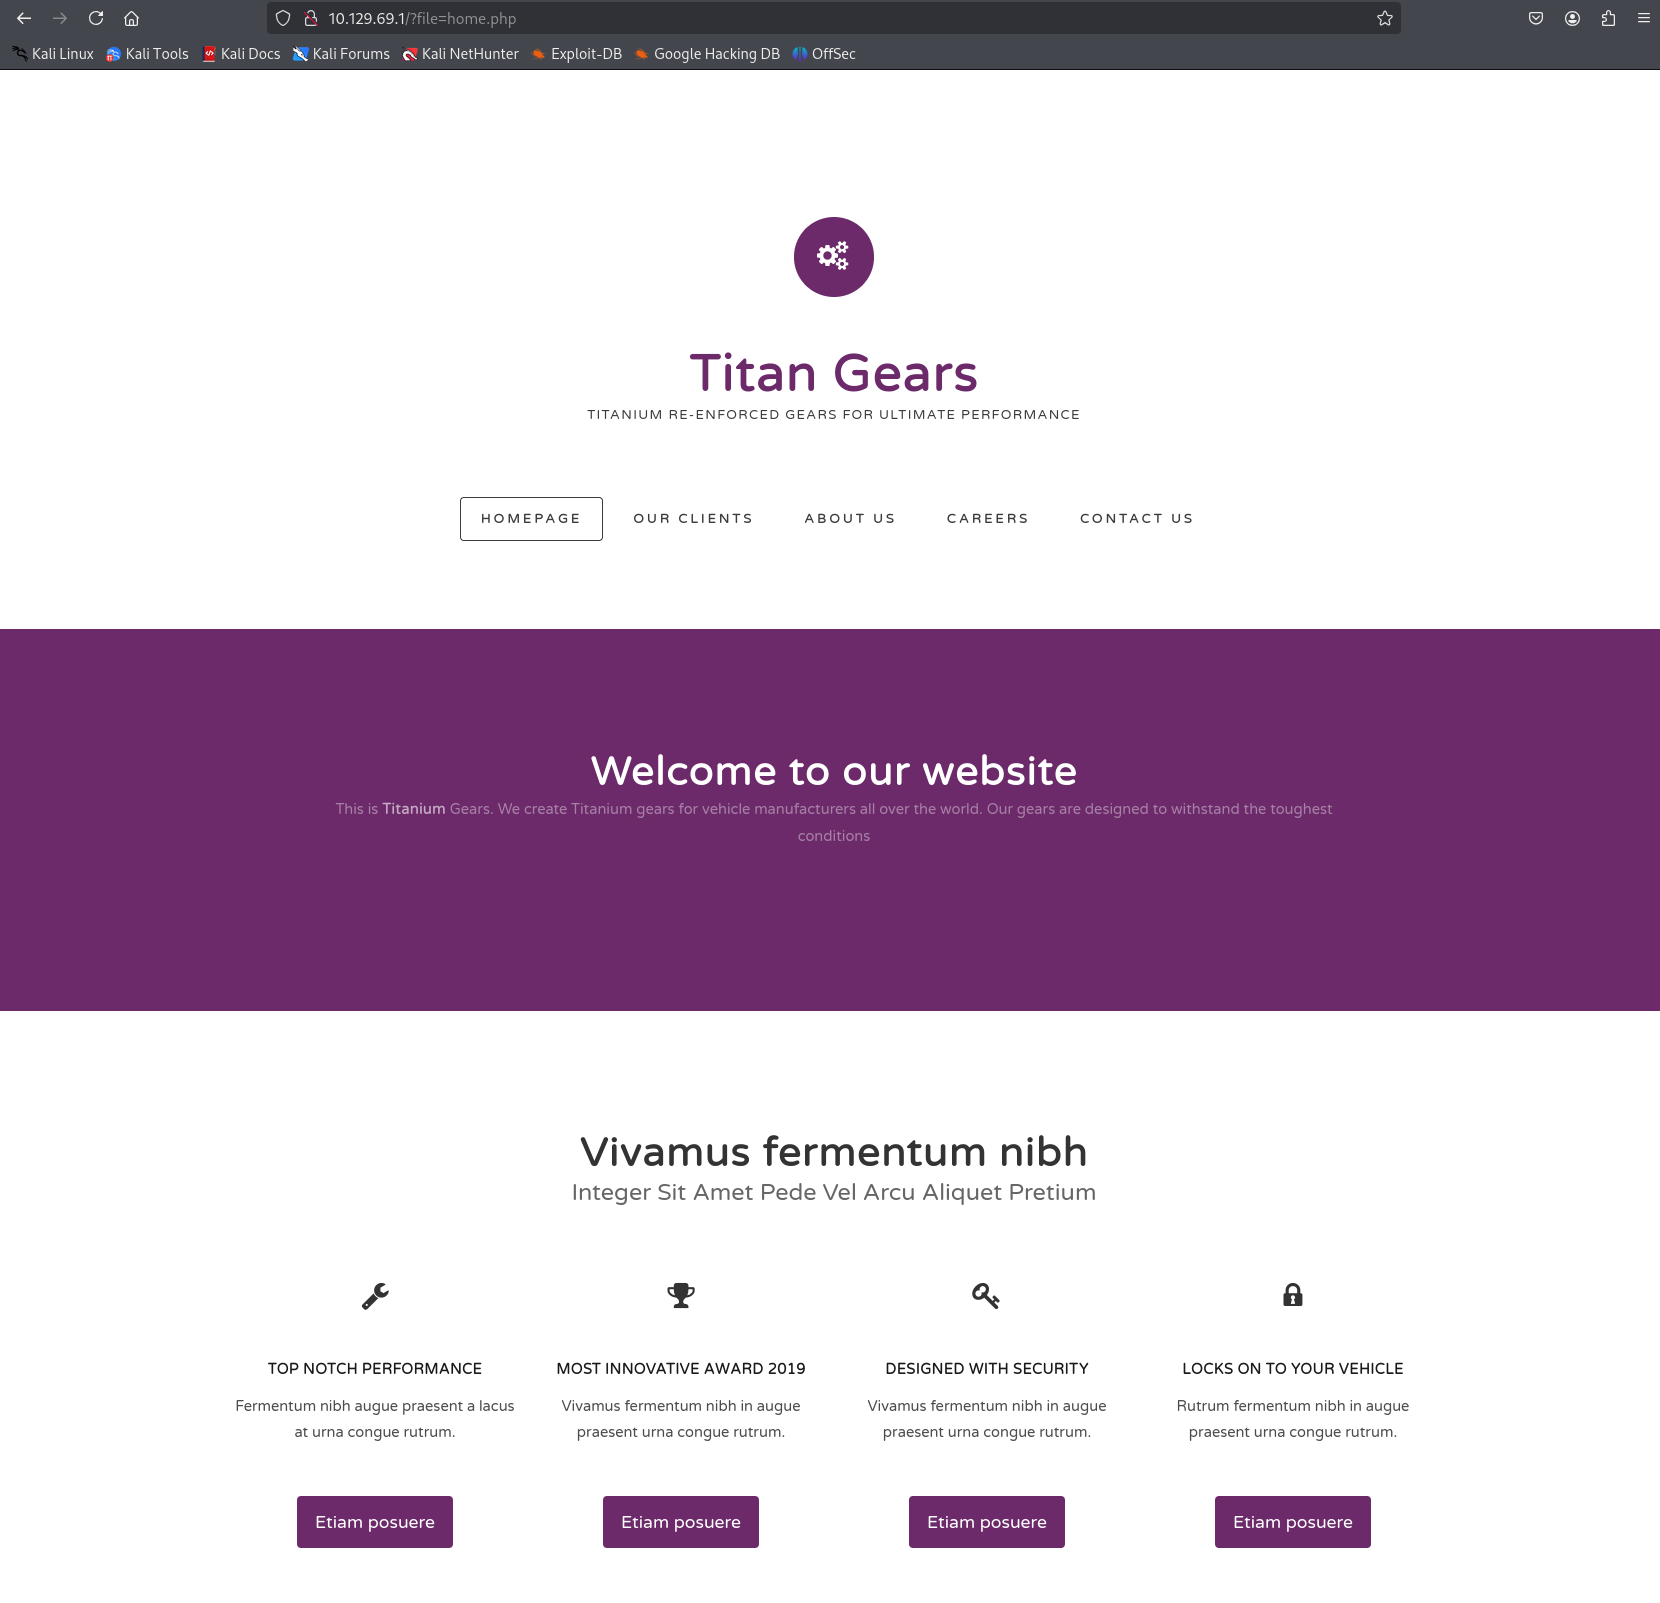 10.129.69.1/?file=home.php
Kali Linux Kali Tools Kali Docs Kali Forums Kali NetHunter Exploit-DB Google Hacking DB OffSec
Titan Gears
TITANIUM RE-ENFORCED GEARS FOR ULTIMATE PERFORMANCE
HOMEPAGE OUR CLIENTS ABOUT US CAREERS CONTACT US
Welcome to our website
This is Titanium Gears. We create Titanium gears for vehicle manufacturers all over the world. Our gears are designed to withstand the toughest
conditions
Vivamus fermentum nibh
Integer Sit Amet Pede Vel Arcu Aliquet Pretium
TOP NOTCH PERFORMANCE
Fermentum nibh augue praesent a lacus
at urna congue rutrum.
Etiam posuere
MOST INNOVATIVE AWARD 2019
Vivamus fermentum nibh in augue
praesent urna congue rutrum.
Etiam posuere
DESIGNED WITH SECURITY
Vivamus fermentum nibh in augue
praesent urna congue rutrum.
Etiam posuere
LOCKS ON TO YOUR VEHICLE
Rutrum fermentum nibh in augue
praesent urna congue rutrum.
Etiam posuere